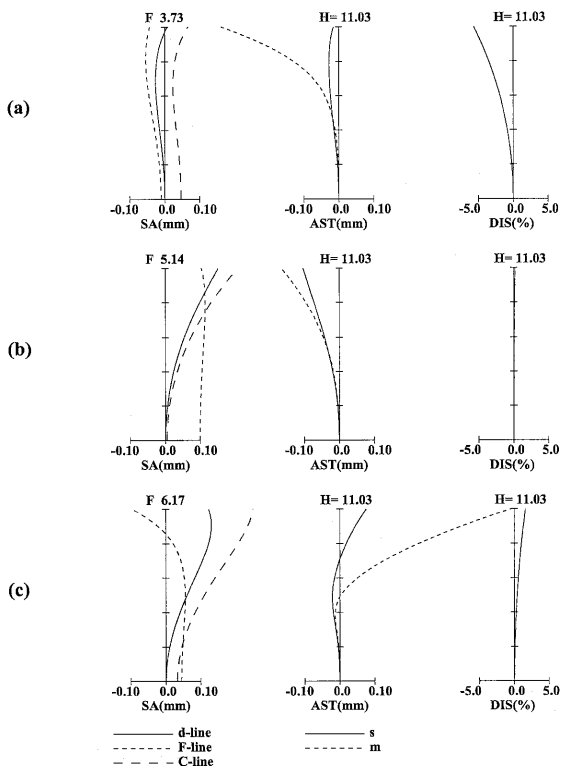 F 3.73 H= 11.03 H= 11.03
(a)
-0.10 0.0 0.10 -0.10 0.0 0.10 -5.0 0.0 5.0
SA(mm) AST(mm) DIS(%)
F 5.14 H= 11.03 H= 11.03
(b)
-0.10 0.0 0.10 -0.10 0.0 0.10 -5.0 0.0 5.0
SA(mm) AST(mm) DIS(%)
F 6.17 H= 11.03 H= 11.03
(c)
-0.10 0.0 0.10 -0.10 0.0 0.10 -5.0 0.0 5.0
SA(mm) AST(mm) DIS(%)
d-line s
F-line m
C-line